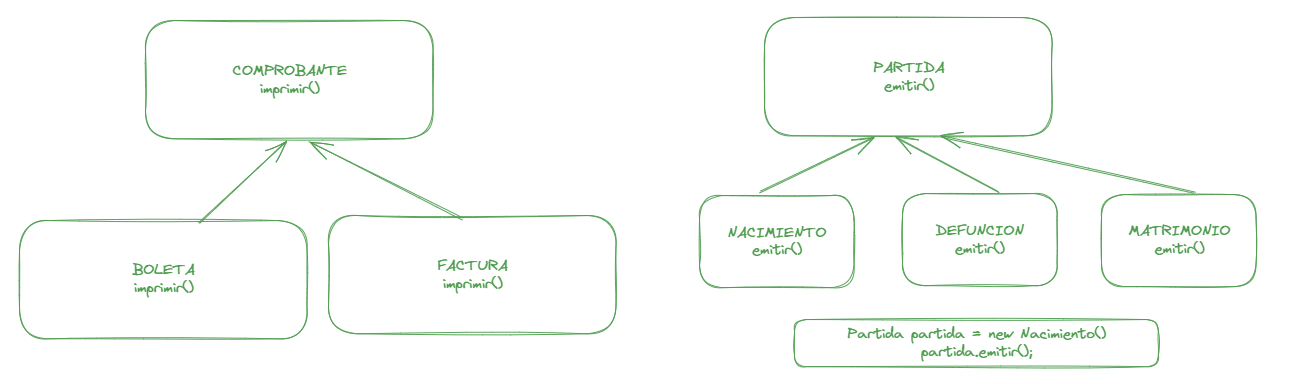 COMPROBANTE
imprimir()
BOLETA
imprimir()
FACTURA
imprimir()
PARTIDA
emitir()
NACIMIENTO
emitir()
DEFUNCION
emitir()
MATRIMONIO
emitir()
Partida partida = new Nacimiento()
partida.emitir();